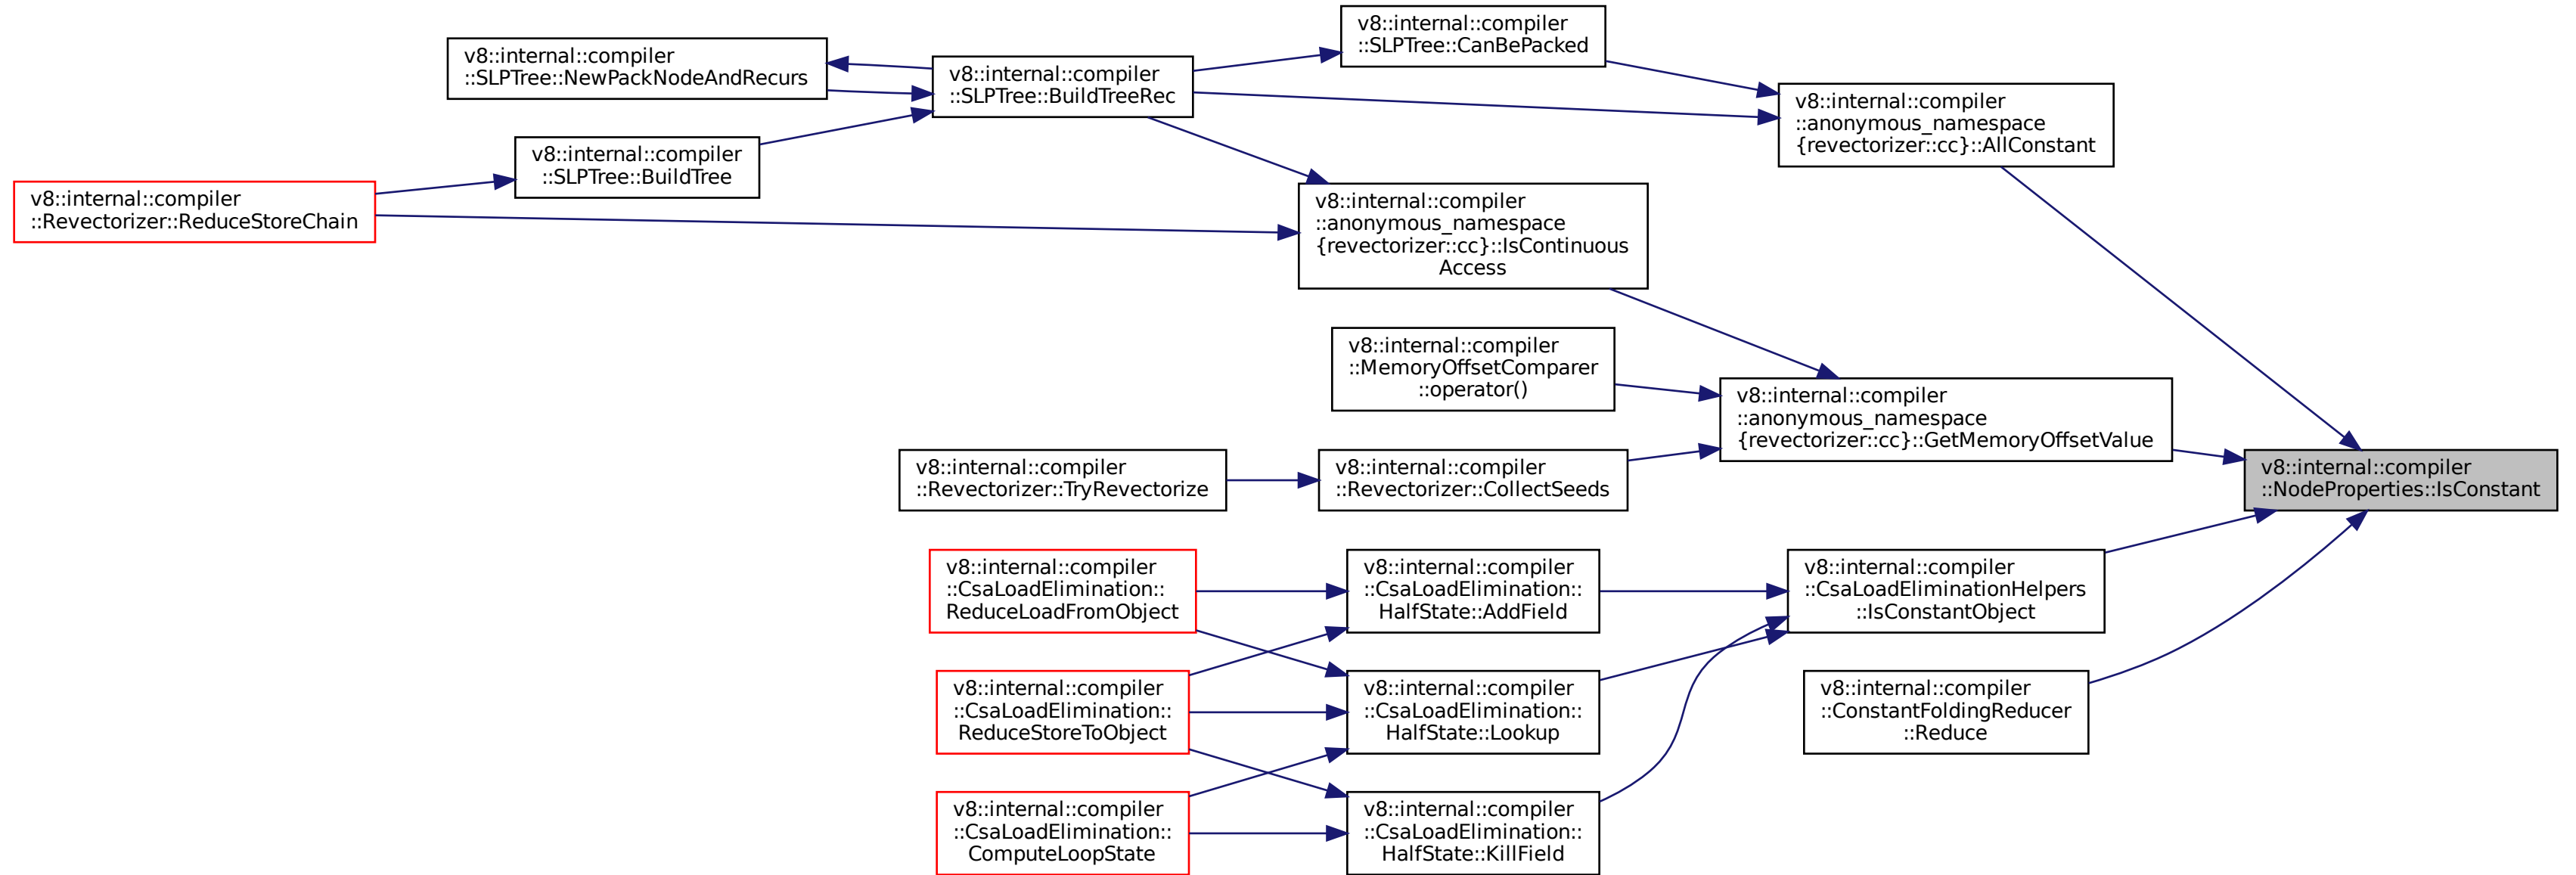 v8::internal::compiler
::SLPTree::CanBePacked
v8::internal::compiler
::SLPTree::NewPackNodeAndRecurs
v8::internal::compiler
::SLPTree::BuildTreeRec
v8::internal::compiler
::anonymous_namespace
{revectorizer::cc}::AllConstant
v8::internal::compiler
::SLPTree::BuildTree
v8::internal::compiler
::Revectorizer::ReduceStoreChain
v8::internal::compiler
::anonymous_namespace
{revectorizer::cc}::IsContinuous
Access
v8::internal::compiler
::MemoryOffsetComparer
::operator()
v8::internal::compiler
::anonymous_namespace
{revectorizer::cc}::GetMemoryOffsetValue
v8::internal::compiler
::Revectorizer::TryRevectorize
v8::internal::compiler
::Revectorizer::CollectSeeds
v8::internal::compiler
::NodeProperties::IsConstant
v8::internal::compiler
::CsaLoadElimination::
ReduceLoadFromObject
v8::internal::compiler
::CsaLoadElimination::
HalfState::AddField
v8::internal::compiler
::CsaLoadEliminationHelpers
::IsConstantObject
v8::internal::compiler
::CsaLoadElimination::
ReduceStoreToObject
v8::internal::compiler
::CsaLoadElimination::
HalfState::Lookup
v8::internal::compiler
::ConstantFoldingReducer
::Reduce
v8::internal::compiler
::CsaLoadElimination::
ComputeLoopState
v8::internal::compiler
::CsaLoadElimination::
HalfState::KillField